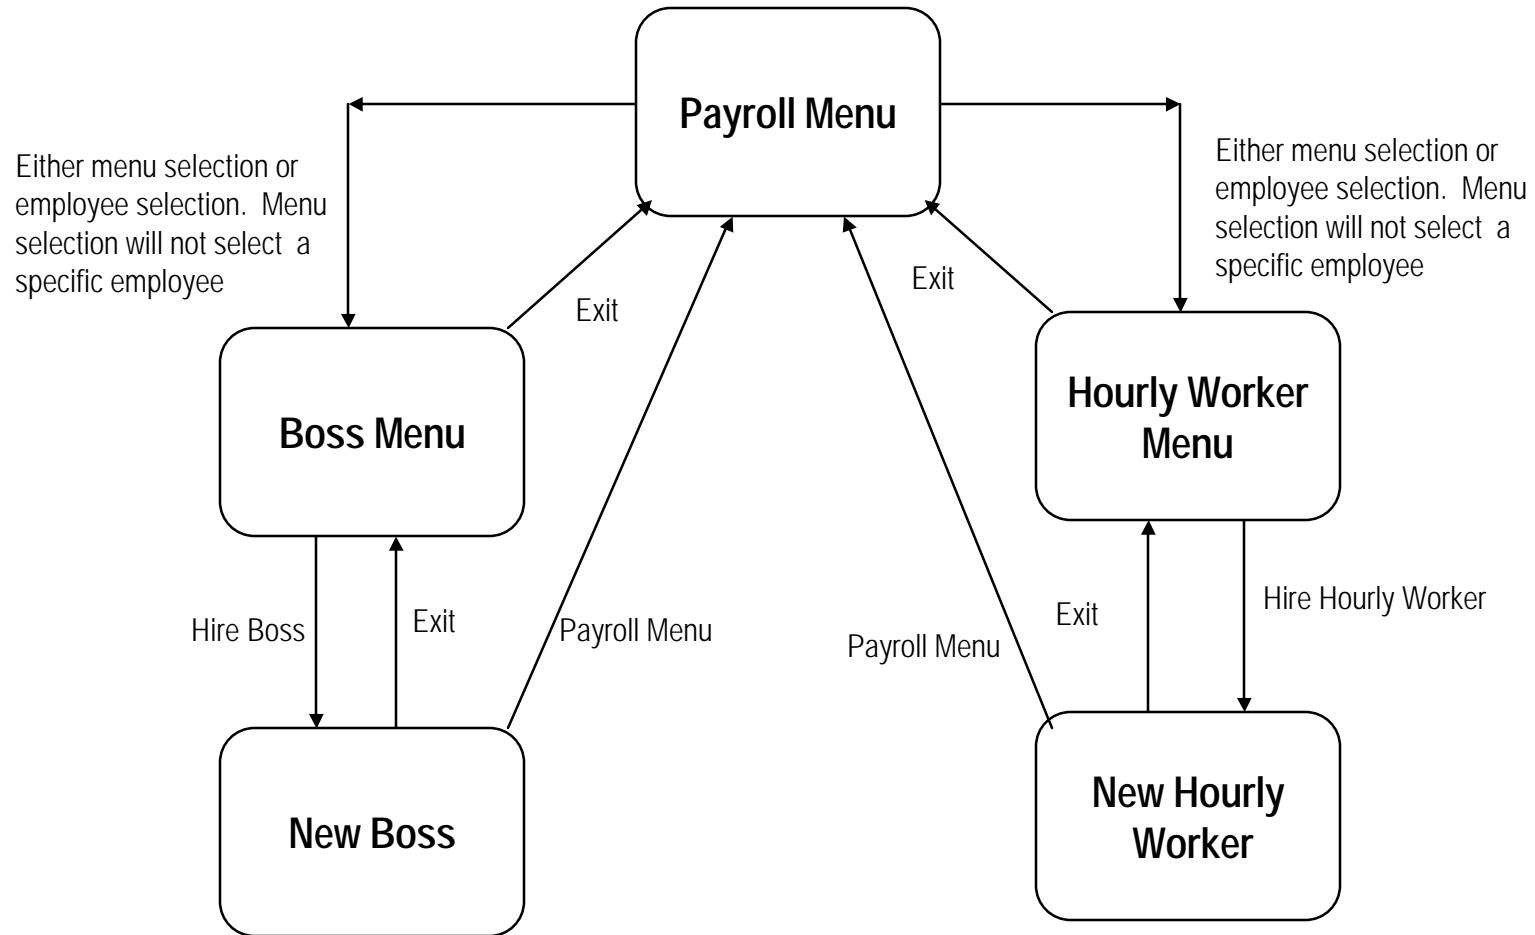 Payroll Menu
Either menu selection or
employee selection.  Menu
selection will not select  a
specific employee
Either menu selection or
employee selection.  Menu
selection will not select  a
specific employee
Exit
Exit
Boss Menu
Hourly Worker
Menu
Hire Boss
Exit
Payroll Menu
Payroll Menu
Exit
Hire Hourly Worker
New Boss
New Hourly
Worker